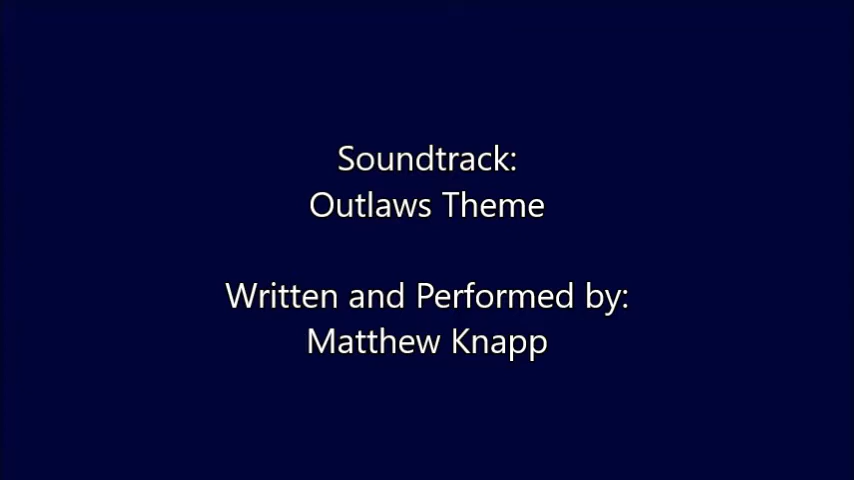 Soundtrack:
Outlaws Theme
Written and Performed by:
Matthew Knapp